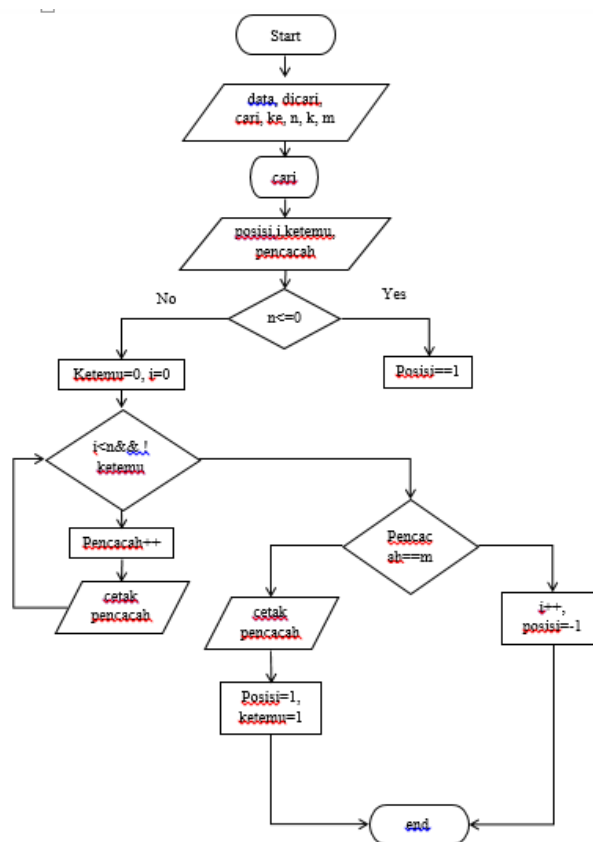 Start
data, dicari,
cari, ke, n, k, m
cari
posisi,i,ketemu,
pencacah
No
Yes
n<=0
Ketemu=0, i=0
Posisi==1
i<n&& !
ketemu
Pencacah++
cetak
pencacah
Pencac
ah==m
cetak
pencacah
i++,
posisi=-1
Posisi=1,
ketemu=1
end